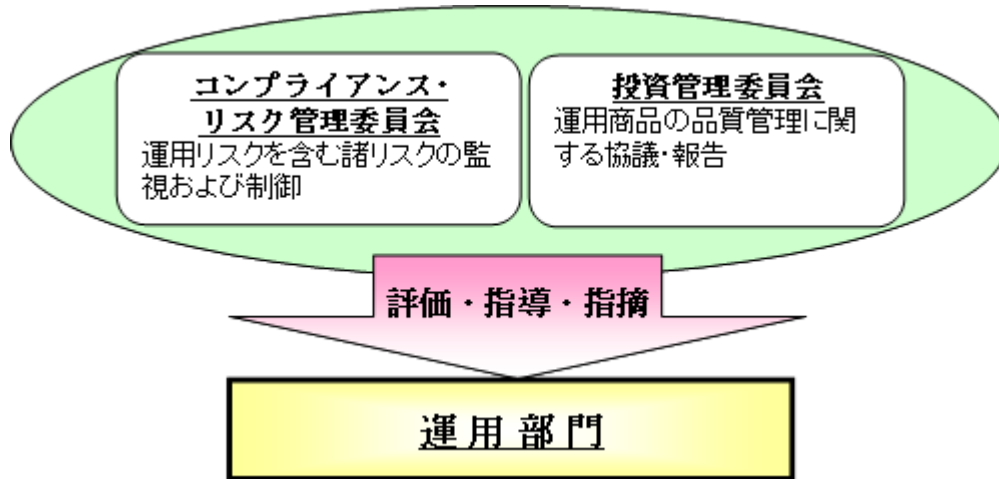 コンプライアンス・
リスク管理委員会
運用リスクを含む諸リスクの監
視および制御
投資管理委員会
運用商品の品質管理に関
する協議・報告
評価・指導・指摘
運用部門